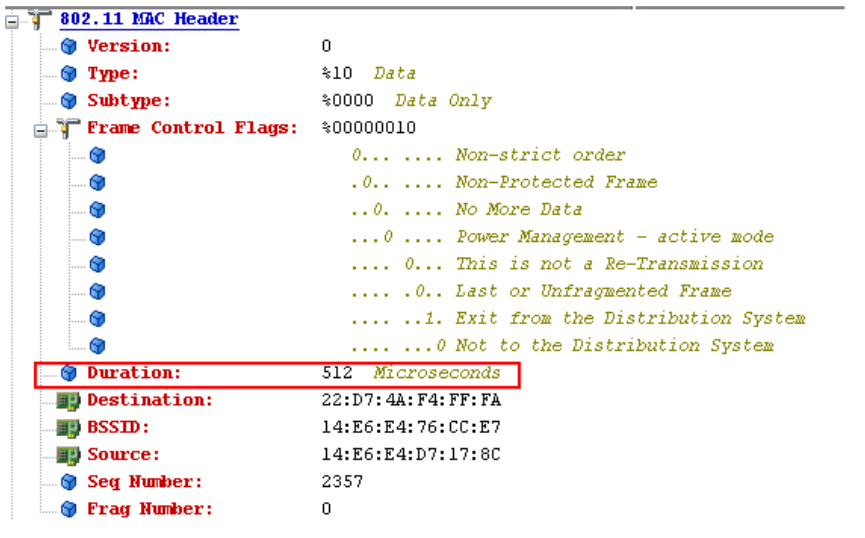 802.11 MAC Header
Version: 0
Type: %10 Data
Subtype: %0000 Data Only
Frame Control Flags: %00000010
0... .... Non-strict order
.0.. .... Non-Protected Frame
..0. .... No More Data
...0 .... Power Management - active mode
.... 0... This is not a Re-Transmission
.... .0.. Last or Unfragmented Frame
.... ..1. Exit from the Distribution System
.... ...0 Not to the Distribution System
Duration: 512 Microseconds
Destination: 22:D7:4A:F4:FF:FA
BSSID: 14:E6:E4:76:CC:E7
Source: 14:E6:E4:D7:17:8C
Seq Number: 2357
Frag Number: 0